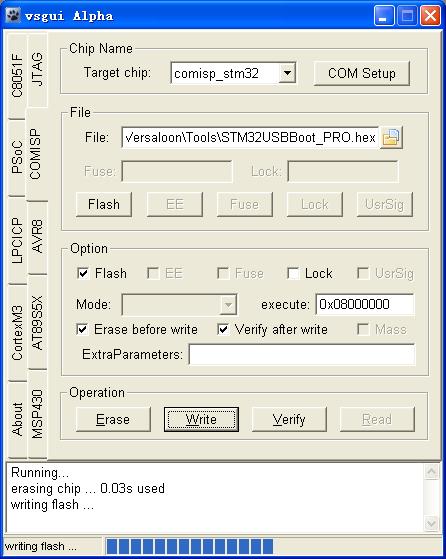 vsgui Alpha
C8051F
JTAG
PSoC
COMISP
LPCICP
AVR8
CortexM3
AT89S5X
About
MSP430
Chip Name
Target chip: comisp_stm32 COM Setup
File
File: \/ersaloon\Tools\STM32USBBoot_PRO.hex
Fuse: Lock:
Flash EE Fuse Lock UsrSig
Option
Flash EE Fuse Lock UsrSig
Mode: execute: 0x08000000
Erase before write Verify after write Mass
ExtraParameters:
Operation
Erase Write Verify Read
Running...
erasing chip ... 0.03s used
writing flash ...
writing flash ...